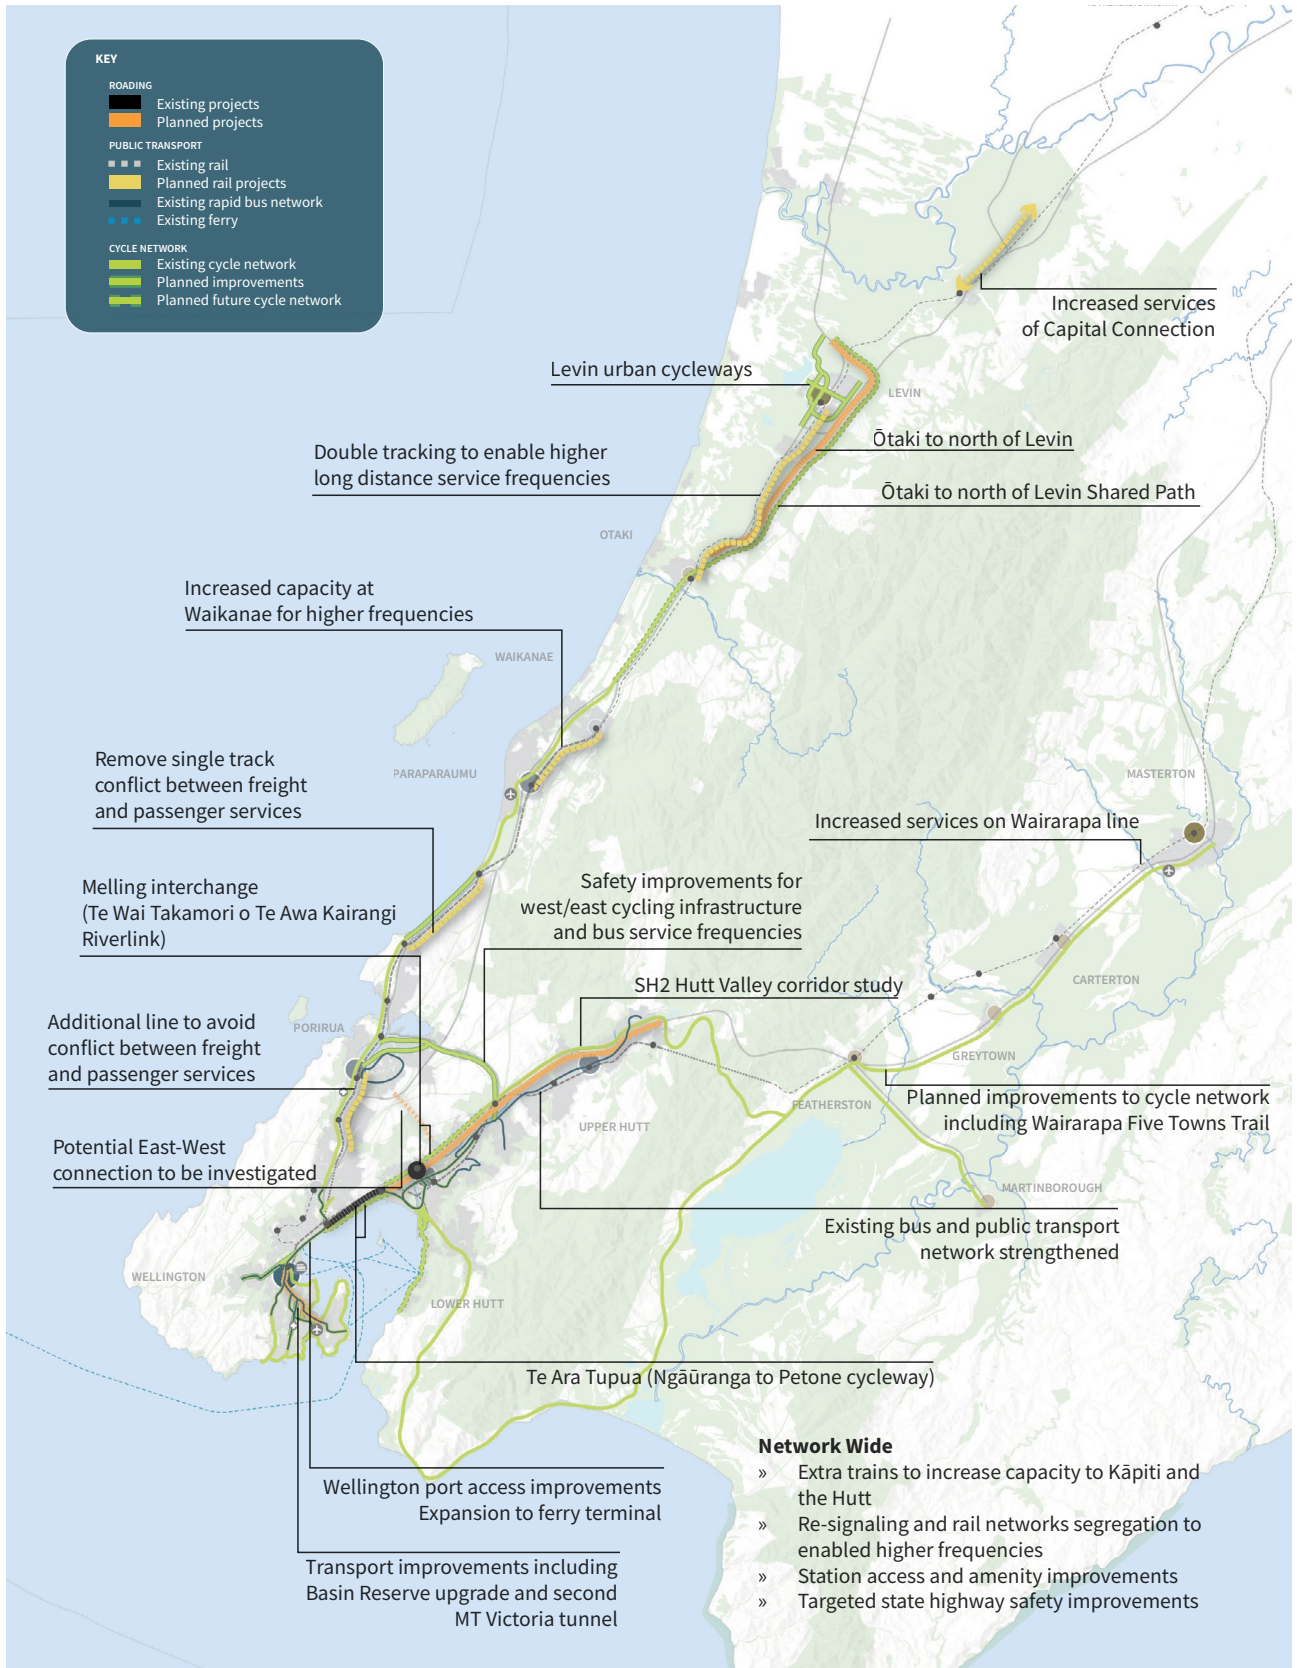 KEY
ROADING
Existing projects
Planned projects
PUBLIC TRANSPORT
Existing rail
Planned rail projects
Existing rapid bus network
Existing ferry
CYCLE NETWORK
Existing cycle network
Planned improvements
Planned future cycle network
Increased services
of Capital Connection
Levin urban cycleways
LEVIN
Ōtaki to north of Levin
Double tracking to enable higher
long distance service frequencies
Ōtaki to north of Levin Shared Path
OTAKI
Increased capacity at
Waikanae for higher frequencies
WAIKANAE
Remove single track
conflict between freight
and passenger services
PARAPARAUMU
MASTERTON
Increased services on Wairarapa line
Melling interchange
(Te Wai Takamori o Te Awa Kairangi
Riverlink)
Safety improvements for
west/east cycling infrastructure
and bus service frequencies
SH2 Hutt Valley corridor study
CARTERTON
Additional line to avoid
conflict between freight
and passenger services
PORIRUA
GREYTOWN
Planned improvements to cycle network
including Wairarapa Five Towns Trail
FEATHERSTON
UPPER HUTT
Potential East-West
connection to be investigated
MARTINBOROUGH
Existing bus and public transport
network strengthened
WELLINGTON
LOWER HUTT
Te Ara Tupua (Ngāūranga to Petone cycleway)
Wellington port access improvements
Expansion to ferry terminal
Transport improvements including
Basin Reserve upgrade and second
MT Victoria tunnel
Network Wide
» Extra trains to increase capacity to Kāpiti and
the Hutt
» Re-signaling and rail networks segregation to
enabled higher frequencies
» Station access and amenity improvements
» Targeted state highway safety improvements